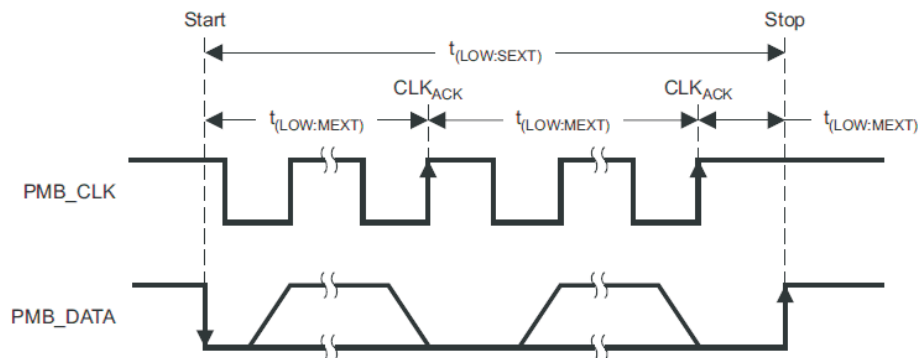 Start
Stop
t(LOW:SEXT)
CLKACK
CLKACK
t(LOW:MEXT)
t(LOW:MEXT)
t(LOW:MEXT)
PMB_CLK
PMB_DATA